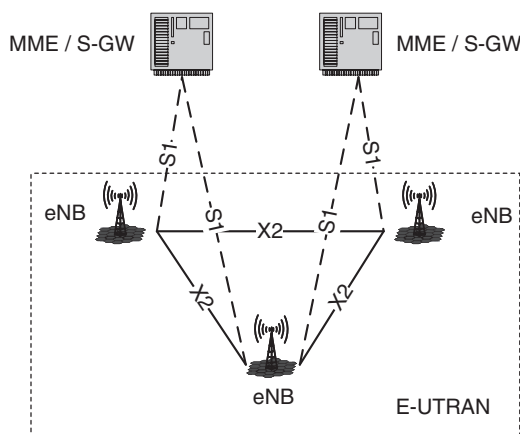 MME / S-GW
MME / S-GW
S1
S1
eNB
eNB
S1
S1
X2
X2
X2
eNB
E-UTRAN